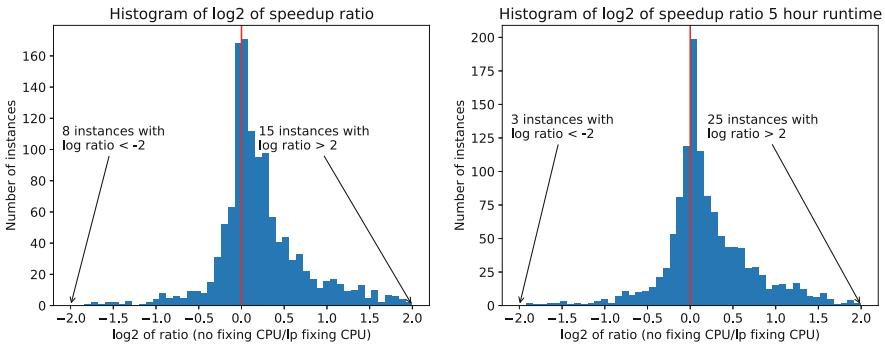 Histogram of log2 of speedup ratio
160
140
120
100
80
60
40
20
0
Number of instances
8 instances with
log ratio < -2
15 instances with
log ratio > 2
−2.0 −1.5 −1.0 −0.5 0.0 0.5 1.0 1.5 2.0
log2 of ratio (no fixing CPU/lp fixing CPU)
Histogram of log2 of speedup ratio 5 hour runtime
200
175
150
125
100
75
50
25
0
Number of instances
3 instances with
log ratio < -2
25 instances with
log ratio > 2
−2.0 −1.5 −1.0 −0.5 0.0 0.5 1.0 1.5 2.0
log2 of ratio (no fixing CPU/lp fixing CPU)